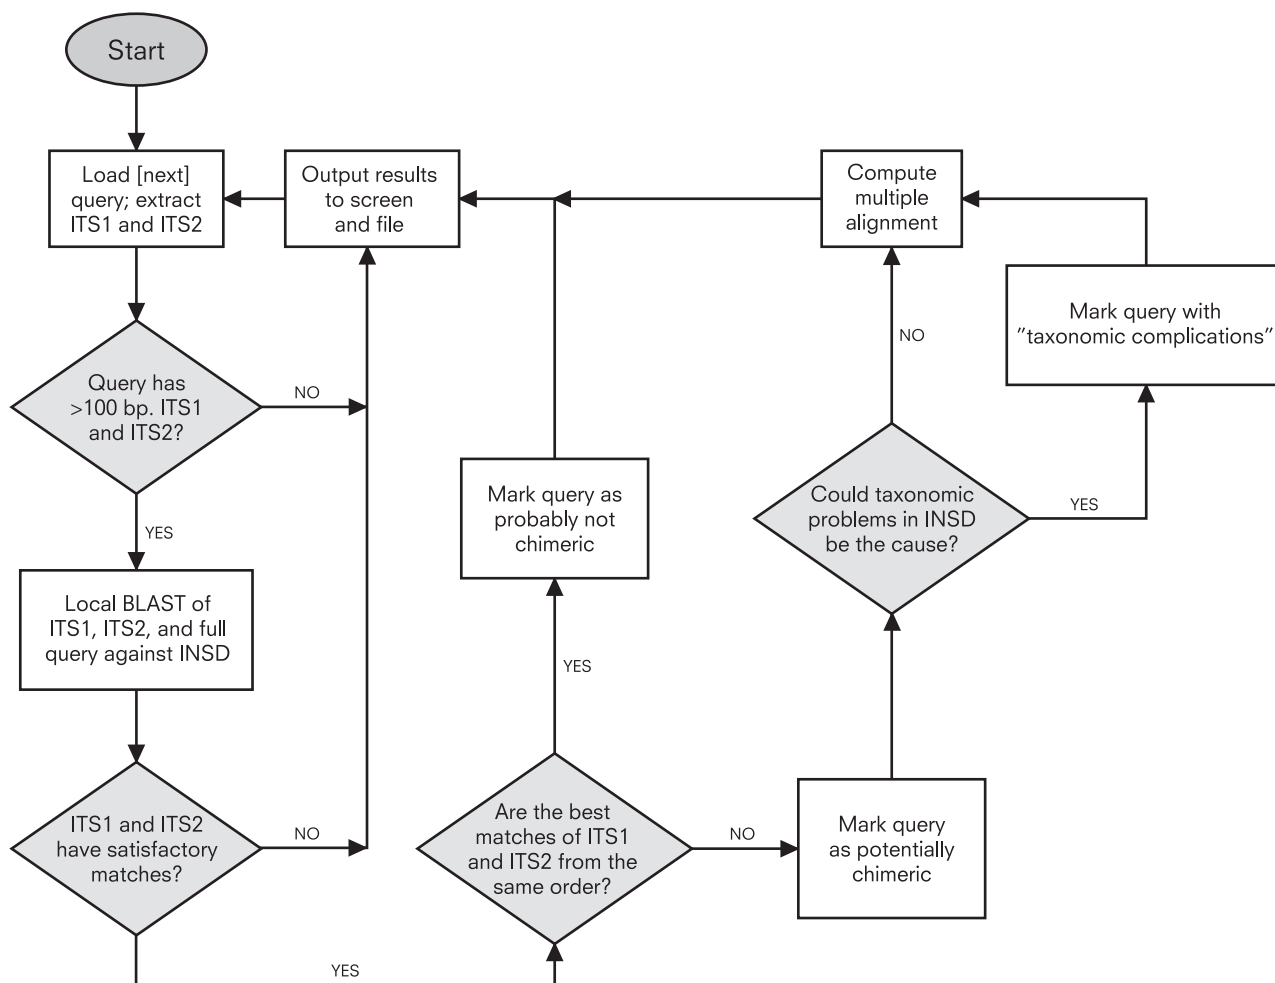 Start
Load [next]
query; extract
ITS1 and ITS2
Output results
to screen
and file
Compute
multiple
alignment
Mark query with
”taxonomic complications”
Query has
>100 bp. ITS1
and ITS2?
NO
YES
Local BLAST of
ITS1, ITS2, and full
query against INSD
ITS1 and ITS2
have satisfactory
matches?
NO
YES
Are the best
matches of ITS1
and ITS2 from the
same order?
YES
Mark query as
probably not
chimeric
NO
Mark query
as potentially
chimeric
Could taxonomic
problems in INSD
be the cause?
NO
YES